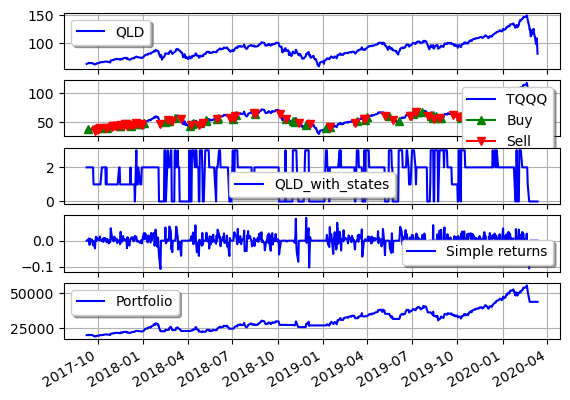 150
QLD
100
100
TQQQ
Buy
50
Sell
2
QLD_with_states
0
0.0
Simple returns
−0.1
50000
Portfolio
25000
2017-10 2018-01 2018-04 2018-07 2018-10 2019-01 2019-04 2019-07 2019-10 2020-01 2020-04